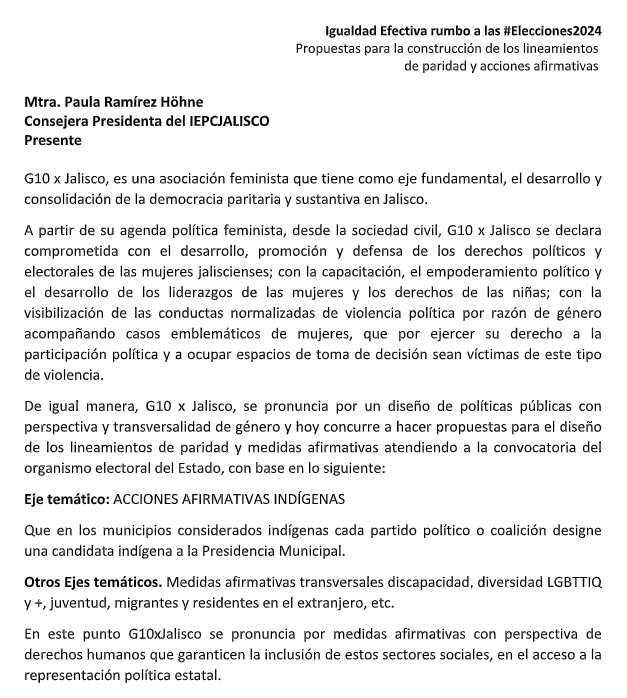 Igualdad Efectiva rumbo a las #Elecciones2024
Propuestas para la construcción de los lineamientos
de paridad y acciones afirmativas
Mtra. Paula Ramírez Höhne
Consejera Presidenta del IEPCJALISCO
Presente
G10 x Jalisco, es una asociación feminista que tiene como eje fundamental, el desarrollo y
consolidación de la democracia paritaria y sustantiva en Jalisco.
A partir de su agenda política feminista, desde la sociedad civil, G10 x Jalisco se declara
comprometida con el desarrollo, promoción y defensa de los derechos políticos y
electorales de las mujeres jaliscienses; con la capacitación, el empoderamiento político y
el desarrollo de los liderazgos de las mujeres y los derechos de las niñas; con la
visibilización de las conductas normalizadas de violencia política por razón de género
acompañando casos emblemáticos de mujeres, que por ejercer su derecho a la
participación política y a ocupar espacios de toma de decisión sean víctimas de este tipo
de violencia.
De igual manera, G10 x Jalisco, se pronuncia por un diseño de políticas públicas con
perspectiva y transversalidad de género y hoy concurre a hacer propuestas para el diseño
de los lineamientos de paridad y medidas afirmativas atendiendo a la convocatoria del
organismo electoral del Estado, con base en lo siguiente:
Eje temático: ACCIONES AFIRMATIVAS INDÍGENAS
Que en los municipios considerados indígenas cada partido político o coalición designe
una candidata indígena a la Presidencia Municipal.
Otros Ejes temáticos. Medidas afirmativas transversales discapacidad, diversidad LGBTTIQ
y +, juventud, migrantes y residentes en el extranjero, etc.
En este punto G10xJalisco se pronuncia por medidas afirmativas con perspectiva de
derechos humanos que garanticen la inclusión de estos sectores sociales, en el acceso a la
representación política estatal.